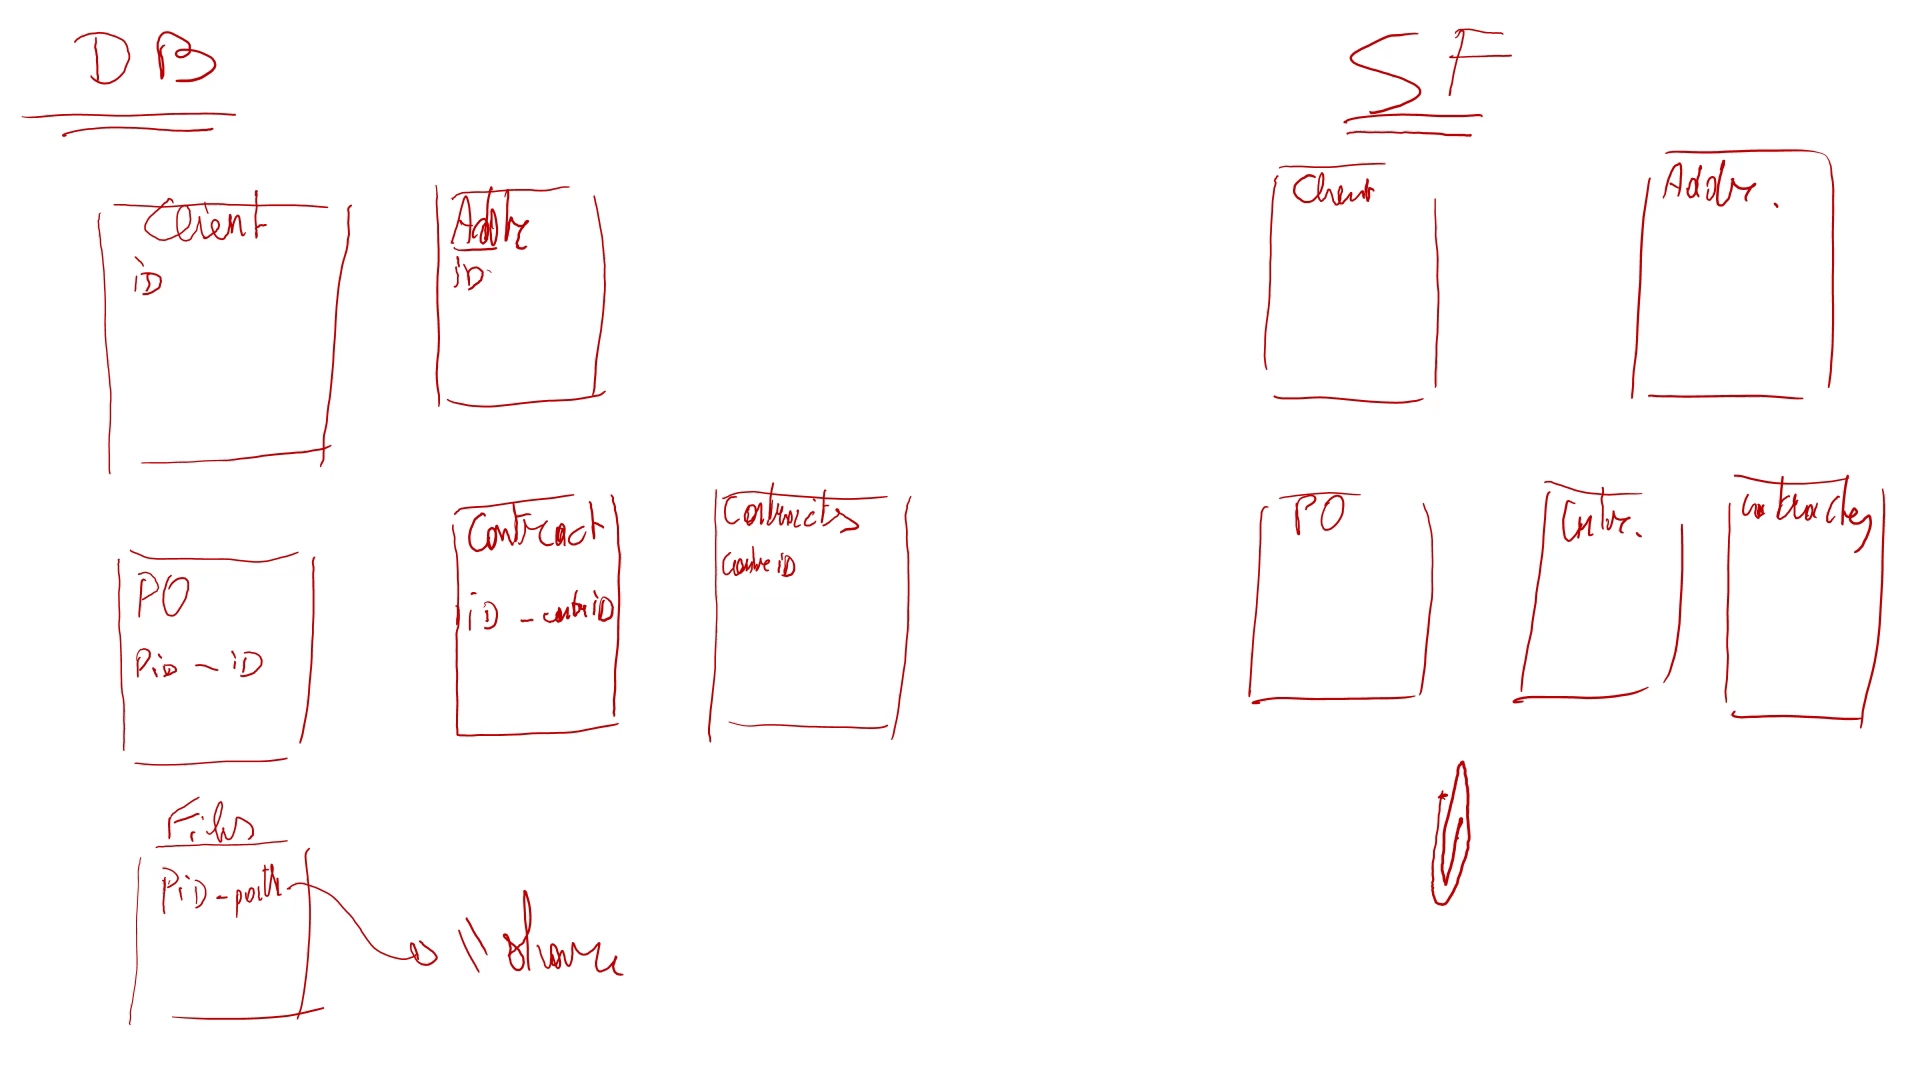 DB
SF
Client
iD
Addr
iD
Client
Addr.
PO
PiD - iD
Contract
iD - contriD
Contracts
ContriD
PO
Contr.
Files
PiD - path
\\ share